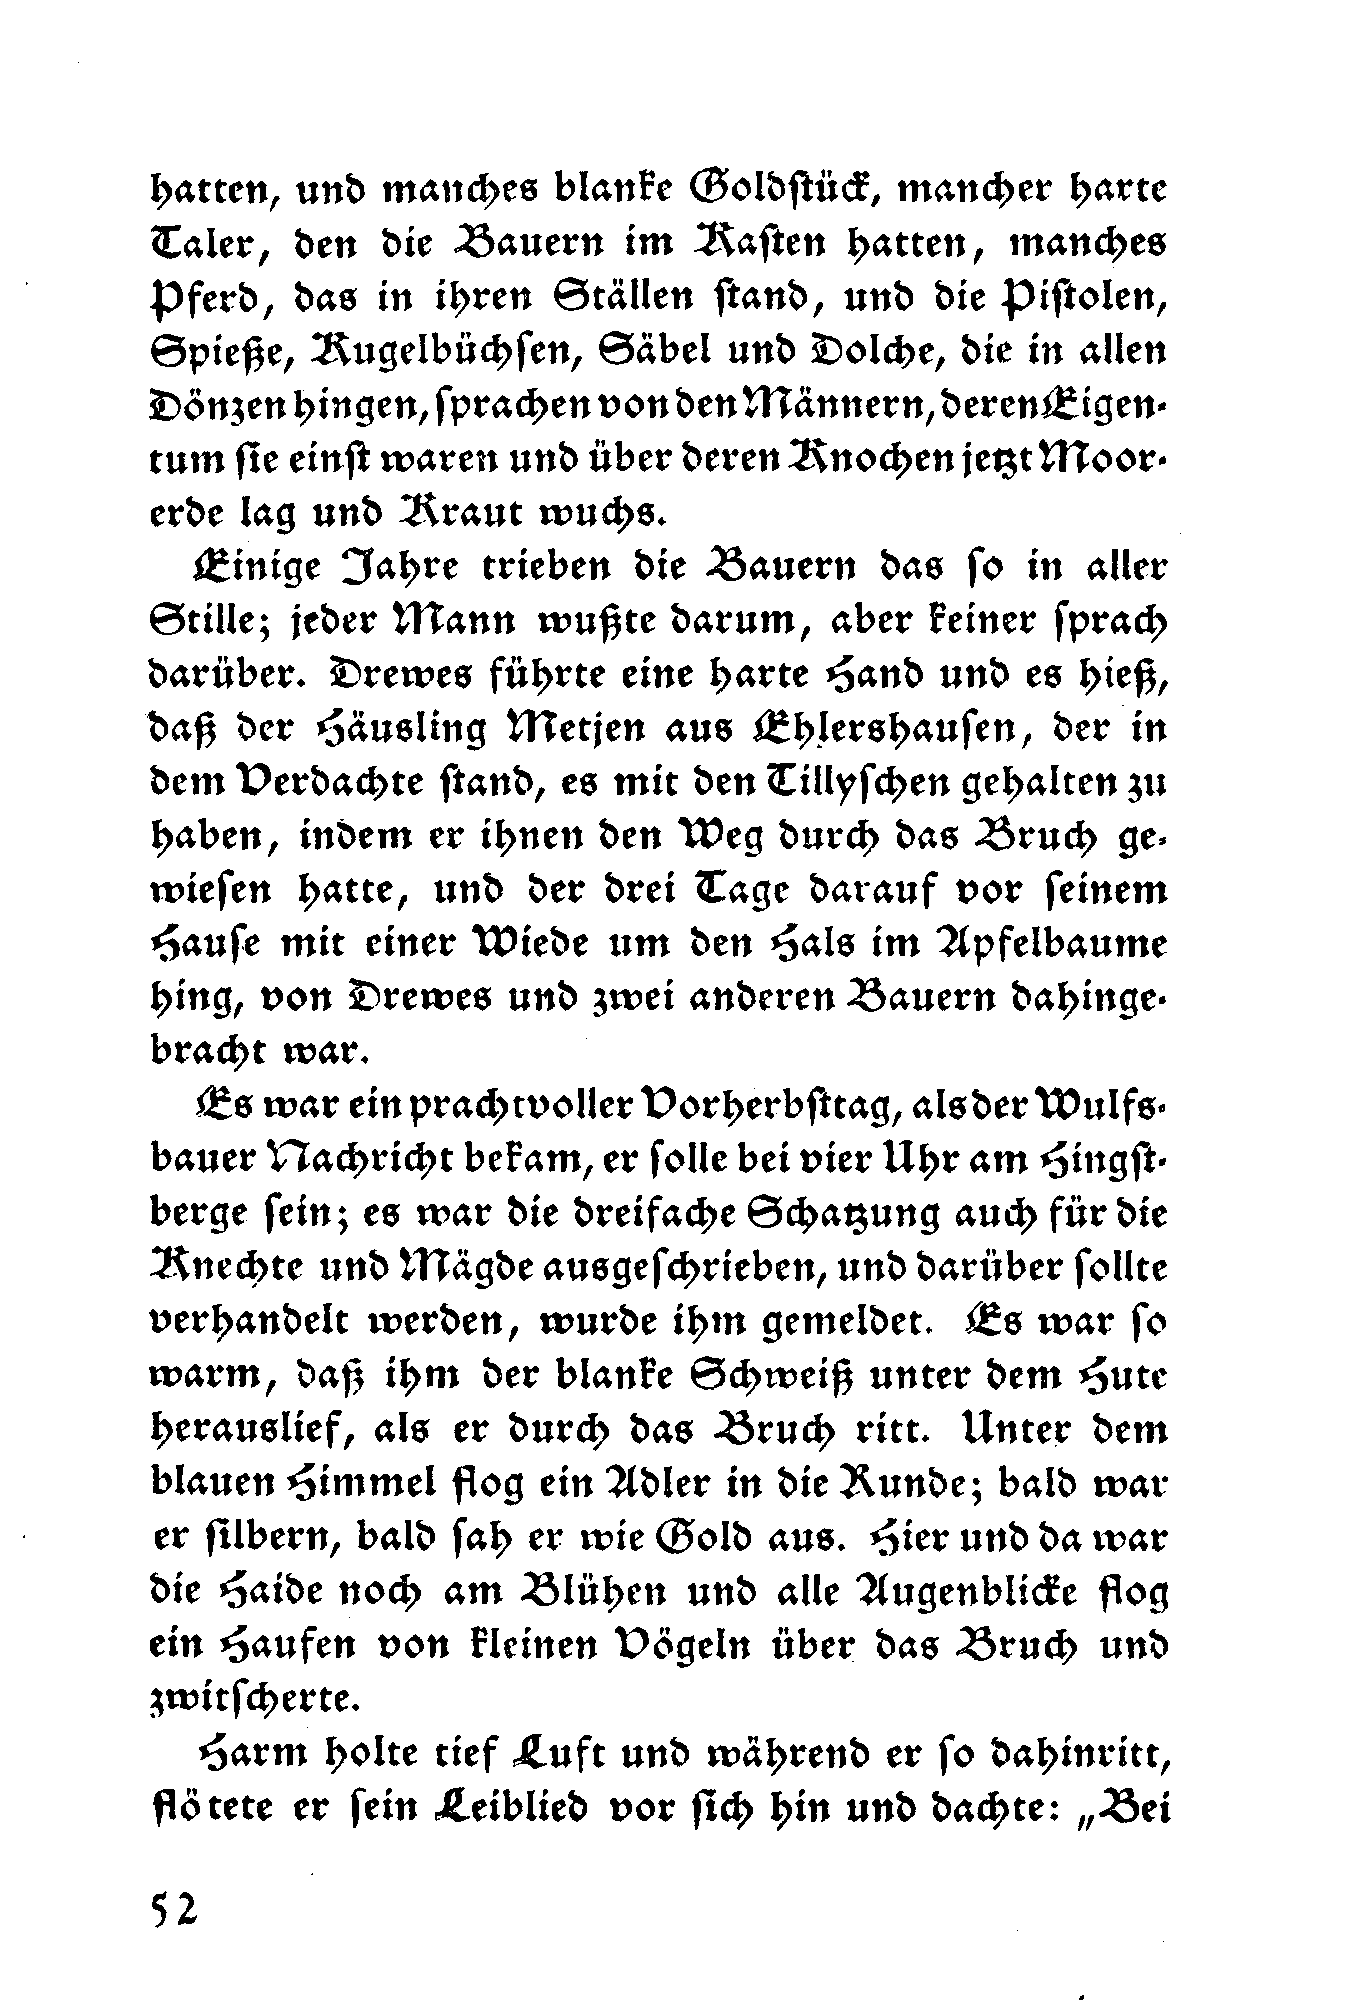 hatten, und manches blanke Goldstück, mancher harte
Taler, den die Bauern im Kasten hatten, manches
Pferd, das in ihren Ställen stand, und die Pistolen,
Spieße, Kugelbüchsen, Säbel und Dolche, die in allen
Dönzen hingen, sprachen von den Männern, deren Eigen-
tum sie einst waren und über deren Knochen jetzt Moor-
erde lag und Kraut wuchs.
Einige Jahre trieben die Bauern das so in aller
Stille; jeder Mann wußte darum, aber keiner sprach
darüber. Drewes führte eine harte Hand und es hieß,
daß der Häusling Metjen aus Ehlershausen, der in
dem Verdachte stand, es mit den Tillyschen gehalten zu
haben, indem er ihnen den Weg durch das Bruch ge-
wiesen hatte, und der drei Tage darauf vor seinem
Hause mit einer Wiede um den Hals im Apfelbaume
hing, von Drewes und zwei anderen Bauern dahinge-
bracht war.
Es war ein prachtvoller Vorherbsttag, als der Wulfs-
bauer Nachricht bekam, er solle bei vier Uhr am Hingst-
berge sein; es war die dreifache Schatzung auch für die
Knechte und Mägde ausgeschrieben, und darüber sollte
verhandelt werden, wurde ihm gemeldet. Es war so
warm, daß ihm der blanke Schweiß unter dem Hute
herauslief, als er durch das Bruch ritt. Unter dem
blauen Himmel flog ein Adler in die Runde; bald war
er silbern, bald sah er wie Gold aus. Hier und da war
die Haide noch am Blühen und alle Augenblicke flog
ein Haufen von kleinen Vögeln über das Bruch und
zwitscherte.
Harm holte tief Luft und während er so dahinritt,
flötete er sein Leiblied vor sich hin und dachte: „Bei
52